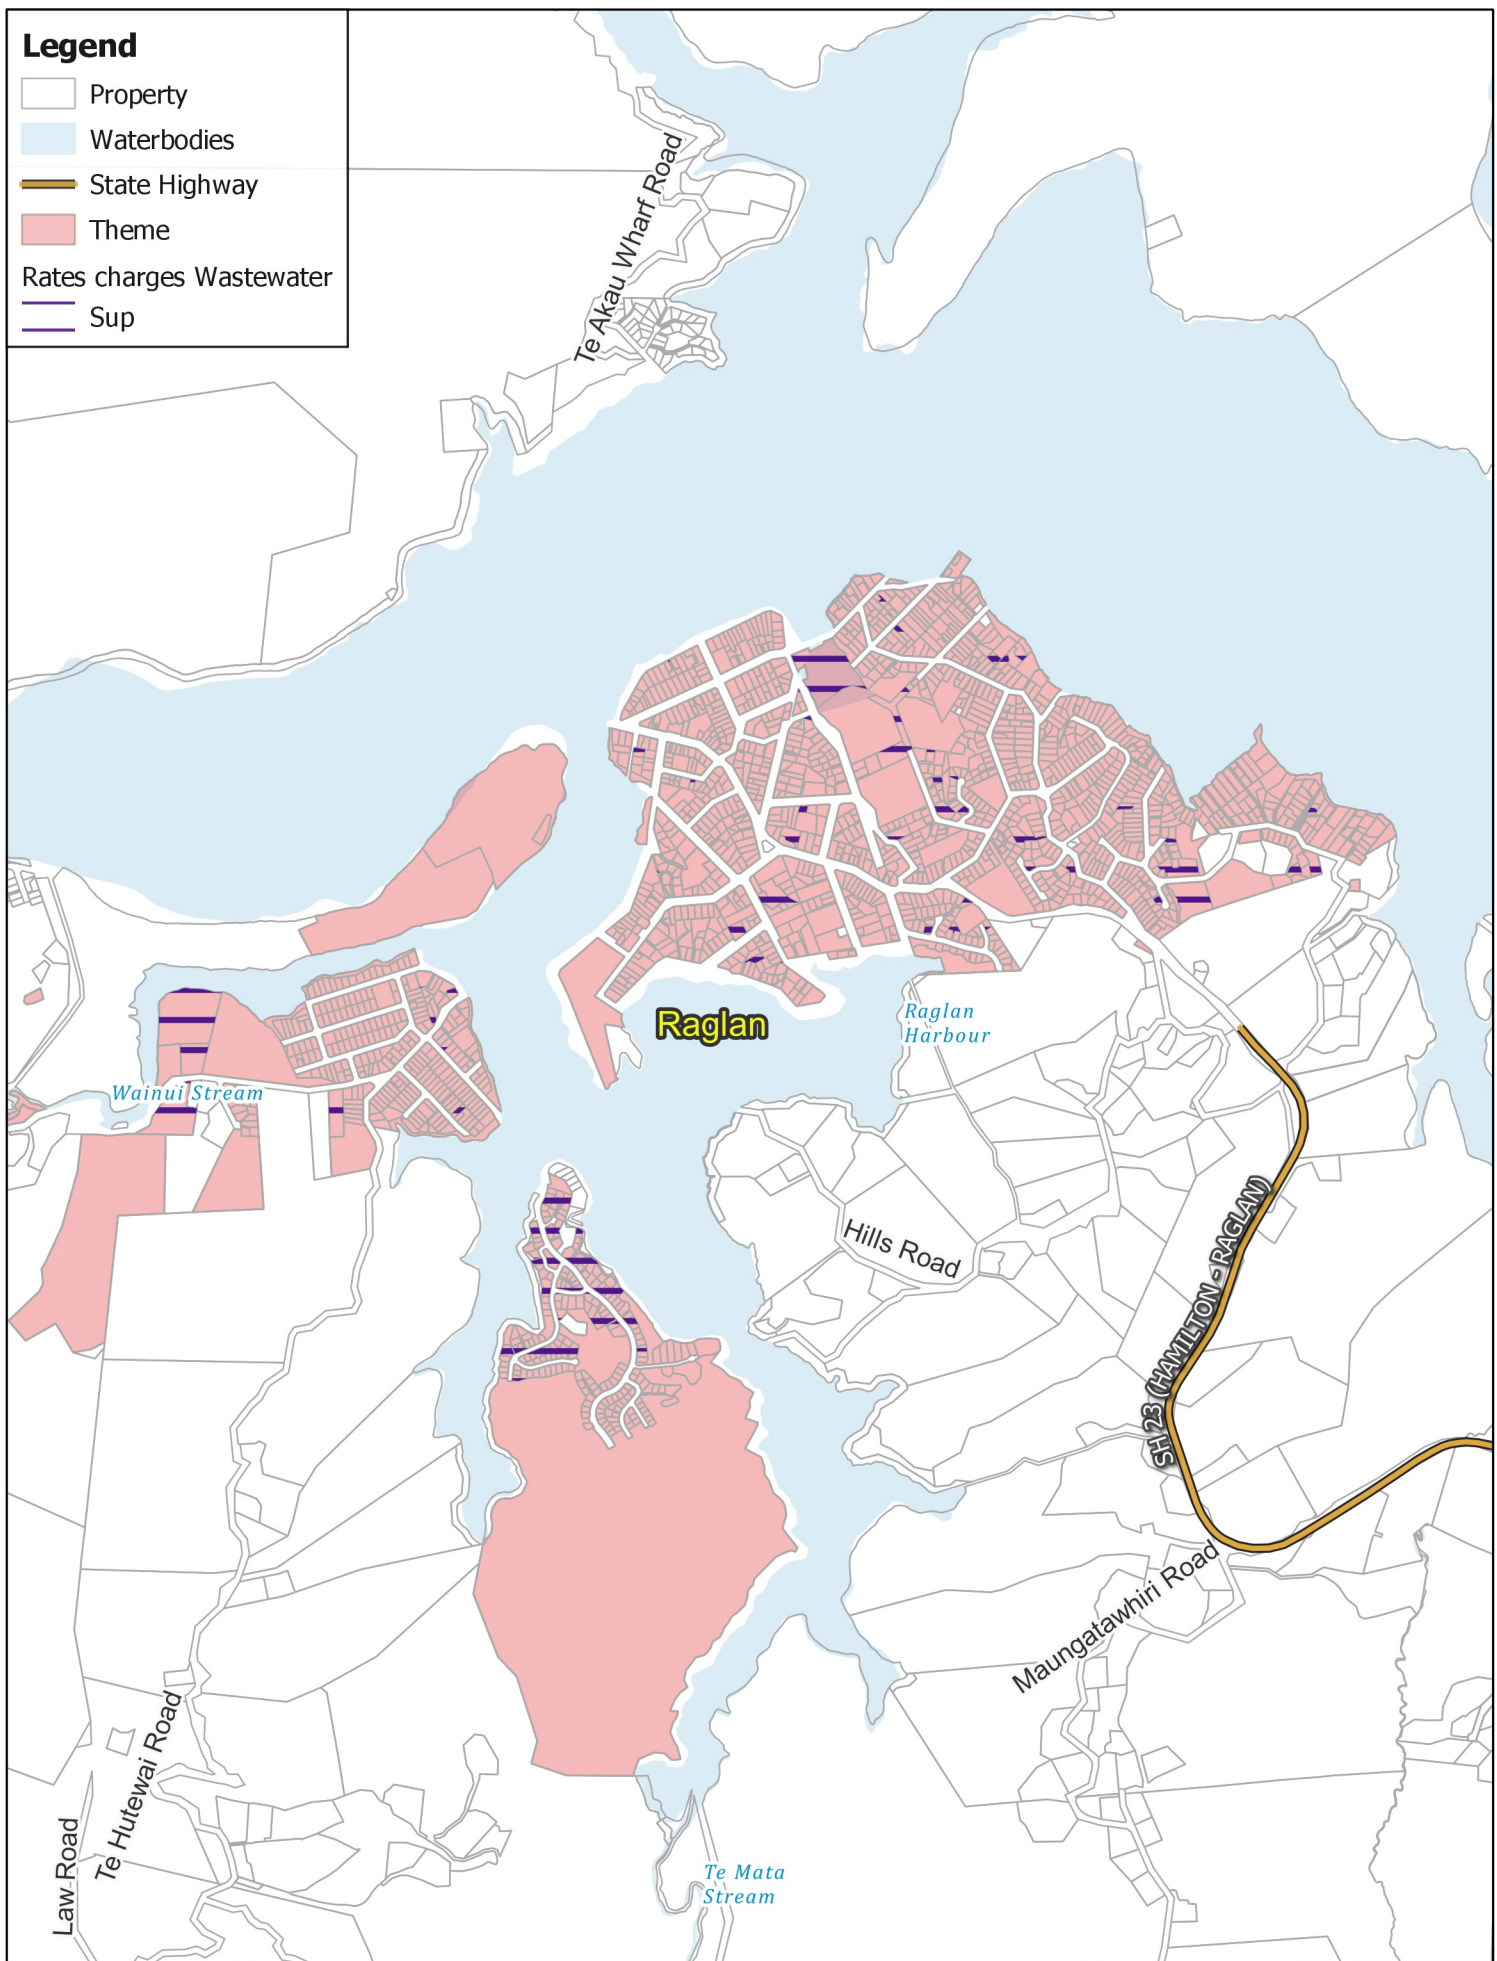 Legend
Property
Waterbodies
State Highway
Theme
Rates charges Wastewater
Sup
Te Akau Wharf Road
Raglan
Raglan
Harbour
Wainui Stream
Hills Road
SH 23 (HAMILTON - RAGLAN)
Maungatawhiri Road
Te Hutewai Road
Law Road
Te Mata
Stream